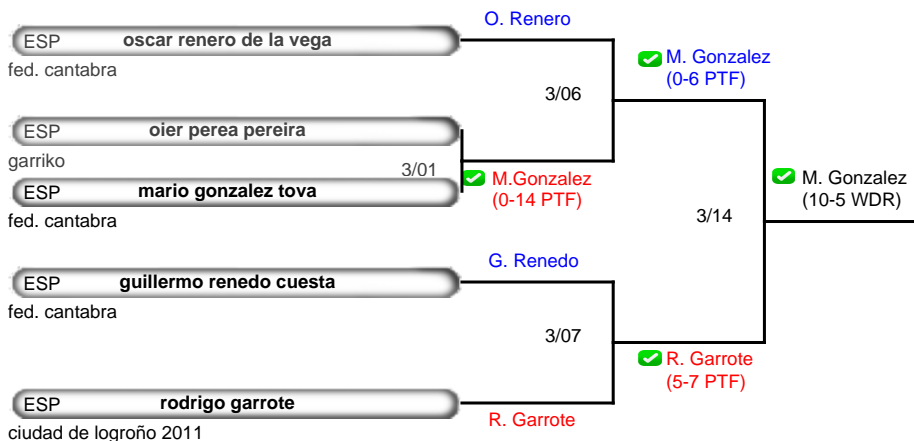 O. Renero
ESP oscar renero de la vega
fed. cantabra
M. Gonzalez
(0-6 PTF)
3/06
ESP oier perea pereira
garriko
3/01
M.Gonzalez
(0-14 PTF)
ESP mario gonzalez tova
fed. cantabra
M. Gonzalez
(10-5 WDR)
3/14
G. Renedo
ESP guillermo renedo cuesta
fed. cantabra
3/07
R. Garrote
(5-7 PTF)
ESP rodrigo garrote
R. Garrote
ciudad de logroño 2011